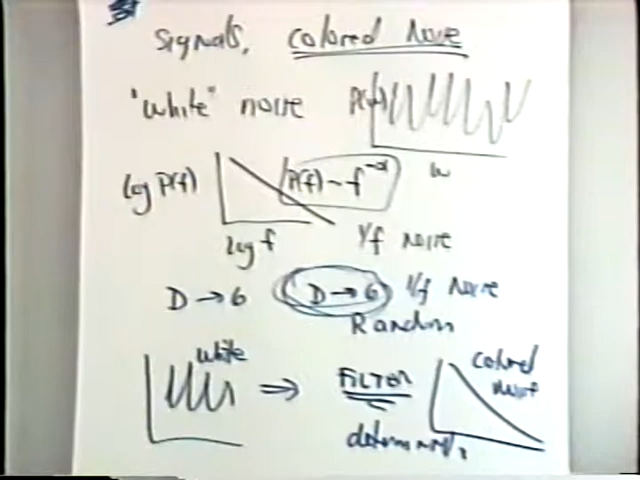 Signals, colored noise
"white" noise P(f)
w
log P(f) P(f) ~ f^-α
log f 1/f noise
D → 6 D → 6 1/f noise
Random
white ⇒ FILTER colored